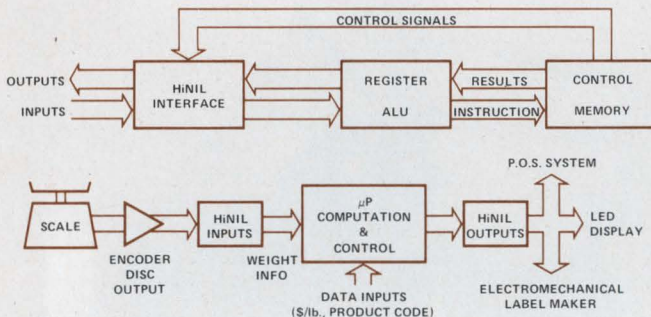 CONTROL SIGNALS
OUTPUTS
INPUTS
HiNIL
INTERFACE
REGISTER
ALU
RESULTS
INSTRUCTION
CONTROL
MEMORY
P.O.S. SYSTEM
SCALE
ENCODER
DISC
OUTPUT
HiNIL
INPUTS
WEIGHT
INFO
μP
COMPUTATION
&
CONTROL
DATA INPUTS
($/lb., PRODUCT CODE)
HiNIL
OUTPUTS
LED
DISPLAY
ELECTROMECHANICAL
LABEL MAKER